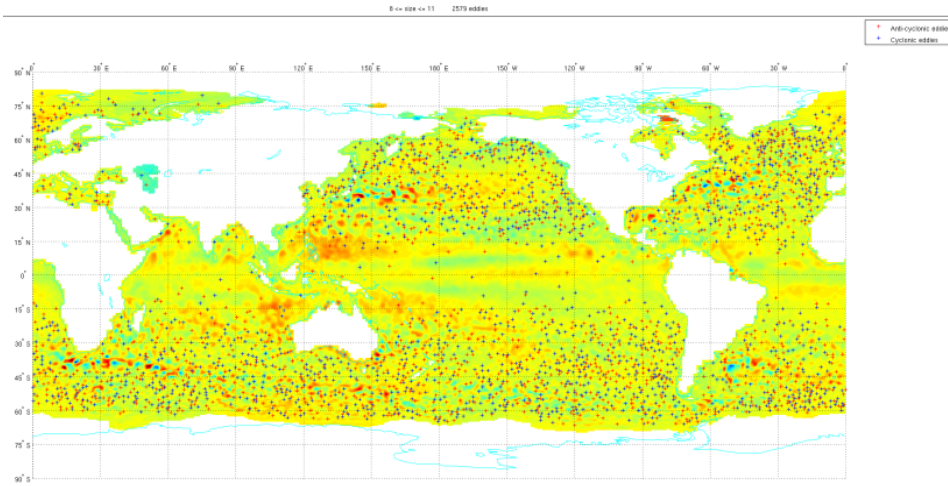 8 <= size <= 11 2579 eddies
Anti-cyclonic eddie
Cyclonic eddies
0° 30° E 60° E 90° E 120° E 150° E 180° E 150° W 120° W 90° W 60° W 30° W 0°
90° N
75° N
60° N
45° N
30° N
15° N
0°
15° S
30° S
45° S
60° S
75° S
90° S